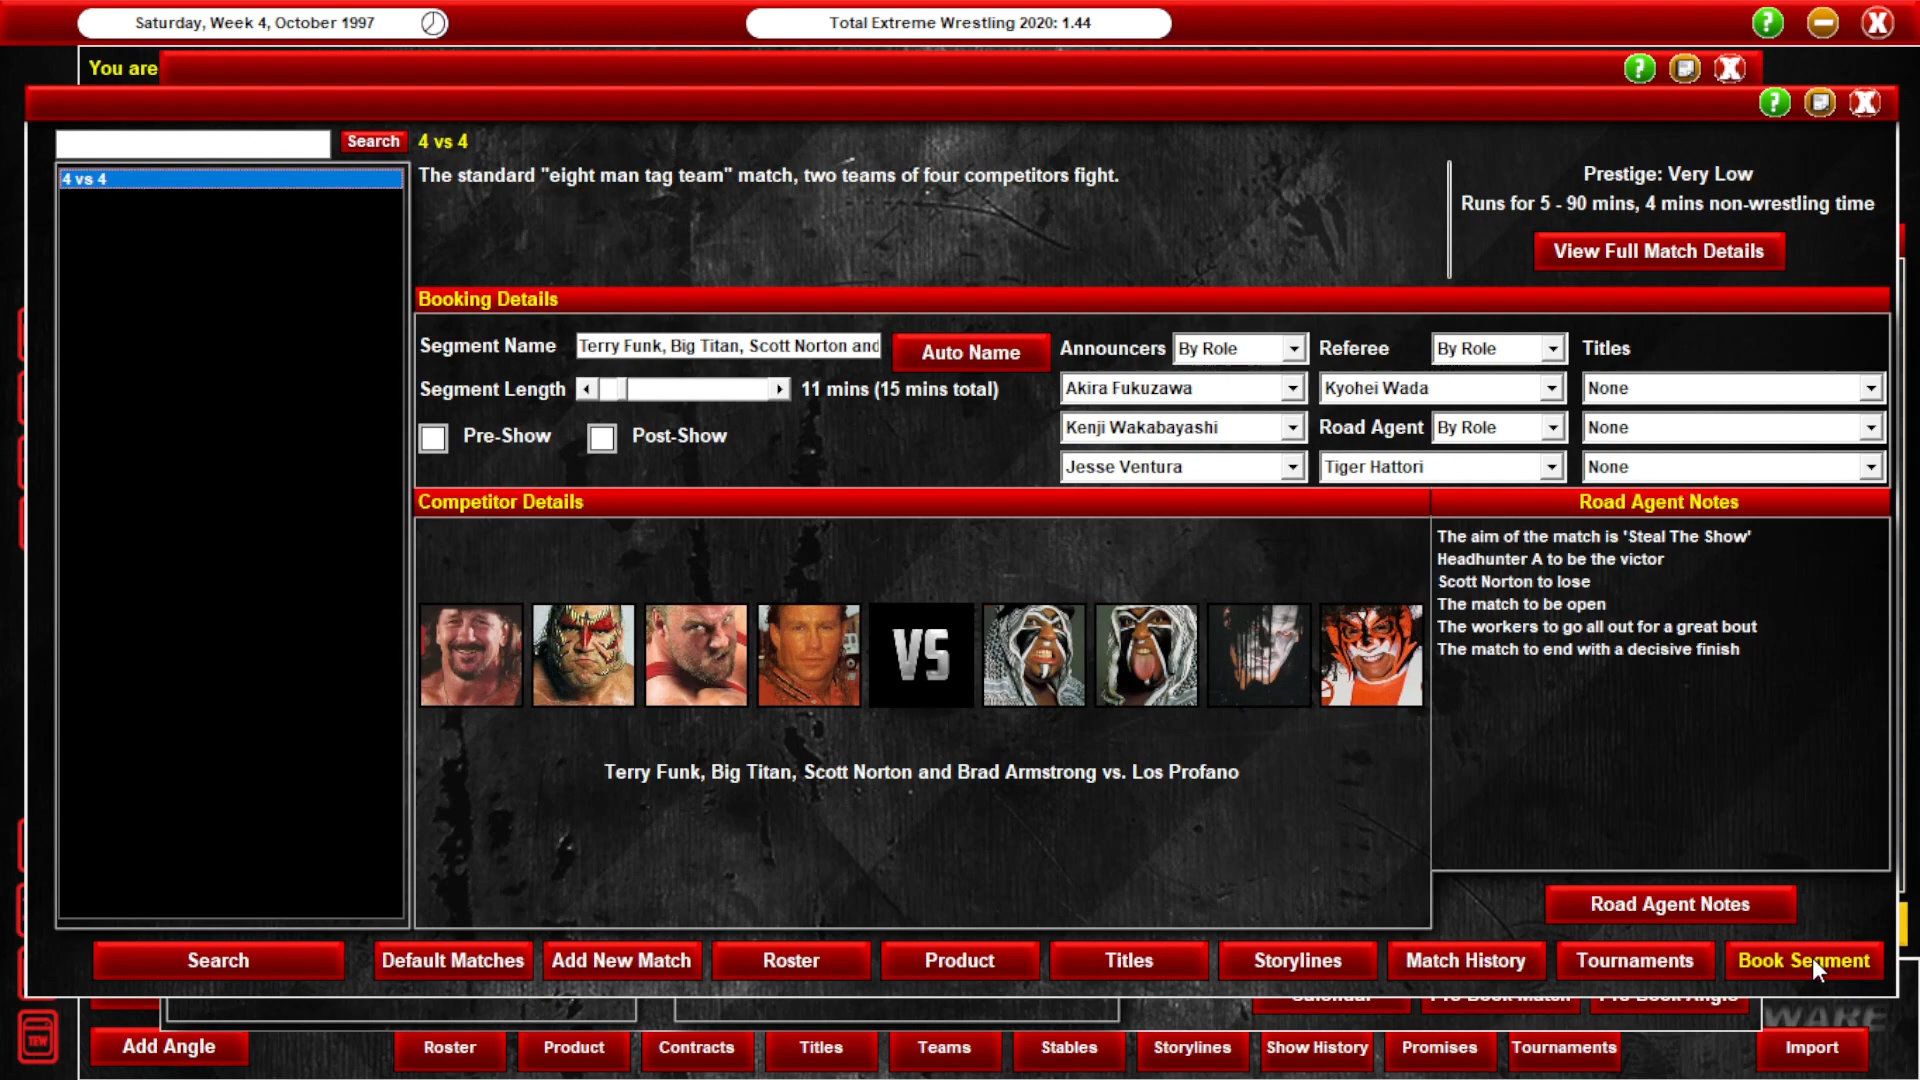 Saturday, Week 4, October 1997
Total Extreme Wrestling 2020: 1.44
You are
Search
4 vs 4
4 vs 4
The standard "eight man tag team" match, two teams of four competitors fight.
Prestige: Very Low
Runs for 5 - 90 mins, 4 mins non-wrestling time
View Full Match Details
Booking Details
Segment Name
Terry Funk, Big Titan, Scott Norton and
Auto Name
Announcers
By Role
Referee
By Role
Titles
Segment Length
11 mins (15 mins total)
Akira Fukuzawa
Kyohei Wada
None
Pre-Show
Post-Show
Kenji Wakabayashi
Road Agent
By Role
None
Jesse Ventura
Tiger Hattori
None
Competitor Details
Road Agent Notes
The aim of the match is 'Steal The Show'
Headhunter A to be the victor
Scott Norton to lose
The match to be open
The workers to go all out for a great bout
The match to end with a decisive finish
VS
Terry Funk, Big Titan, Scott Norton and Brad Armstrong vs. Los Profano
Road Agent Notes
Search
Default Matches
Add New Match
Roster
Product
Titles
Storylines
Match History
Tournaments
Book Segment
Calendar
Pre Book Match
Pre Book Angle
WARE
TEW
Add Angle
Roster
Product
Contracts
Titles
Teams
Stables
Storylines
Show History
Promises
Tournaments
Import